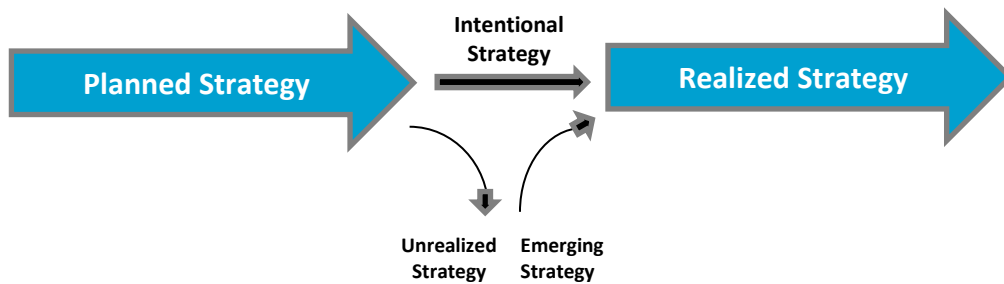 Planned Strategy
Intentional
Strategy
Realized Strategy
Unrealized
Strategy
Emerging
Strategy